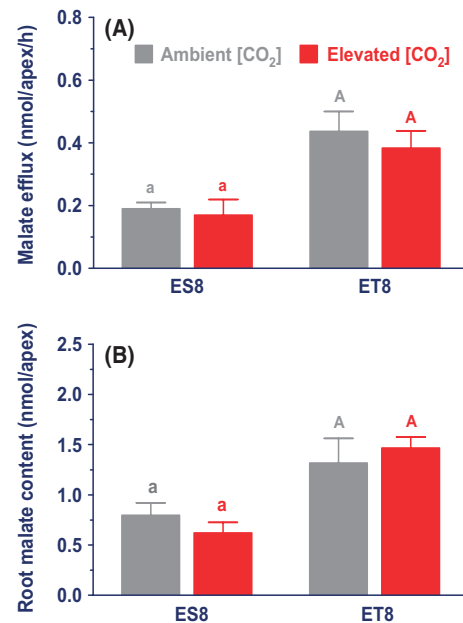 (A)
Ambient [CO₂] Elevated [CO₂]
Malate efflux (nmol/apex/h)
0.8
0.6
0.4
0.2
0.0
a a A A
ES8 ET8
(B)
Root malate content (nmol/apex)
2.5
2.0
1.5
1.0
0.5
0.0
a a A A
ES8 ET8